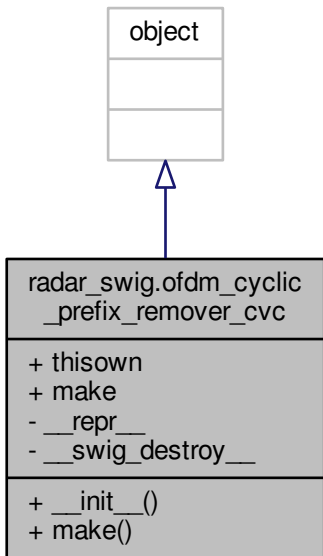 object
radar_swig.ofdm_cyclic
_prefix_remover_cvc
+ thisown
+ make
- __repr__
- __swig_destroy__
+ __init__()
+ make()